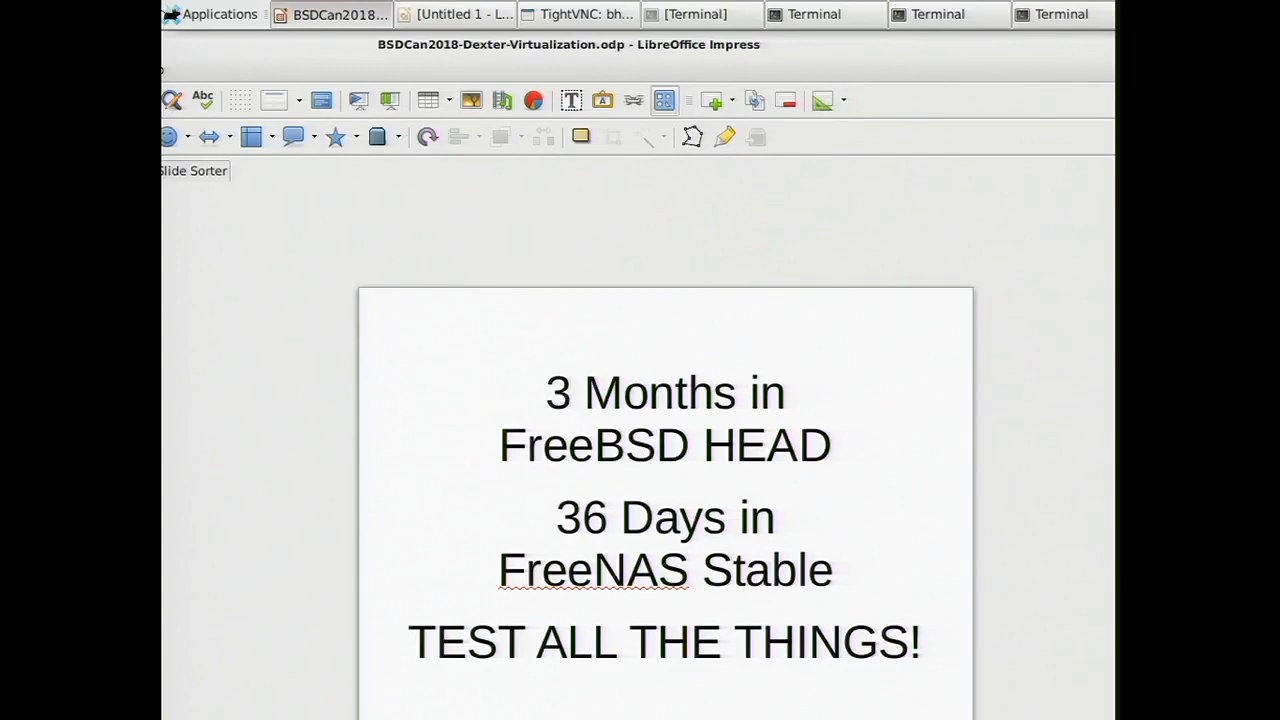 Applications
BSDCan2018...
[Untitled 1 - L...
TightVNC: bh...
[Terminal]
Terminal
Terminal
Terminal
BSDCan2018-Dexter-Virtualization.odp - LibreOffice Impress
Abc
T
A
Slide Sorter
3 Months in
FreeBSD HEAD
36 Days in
FreeNAS Stable
TEST ALL THE THINGS!